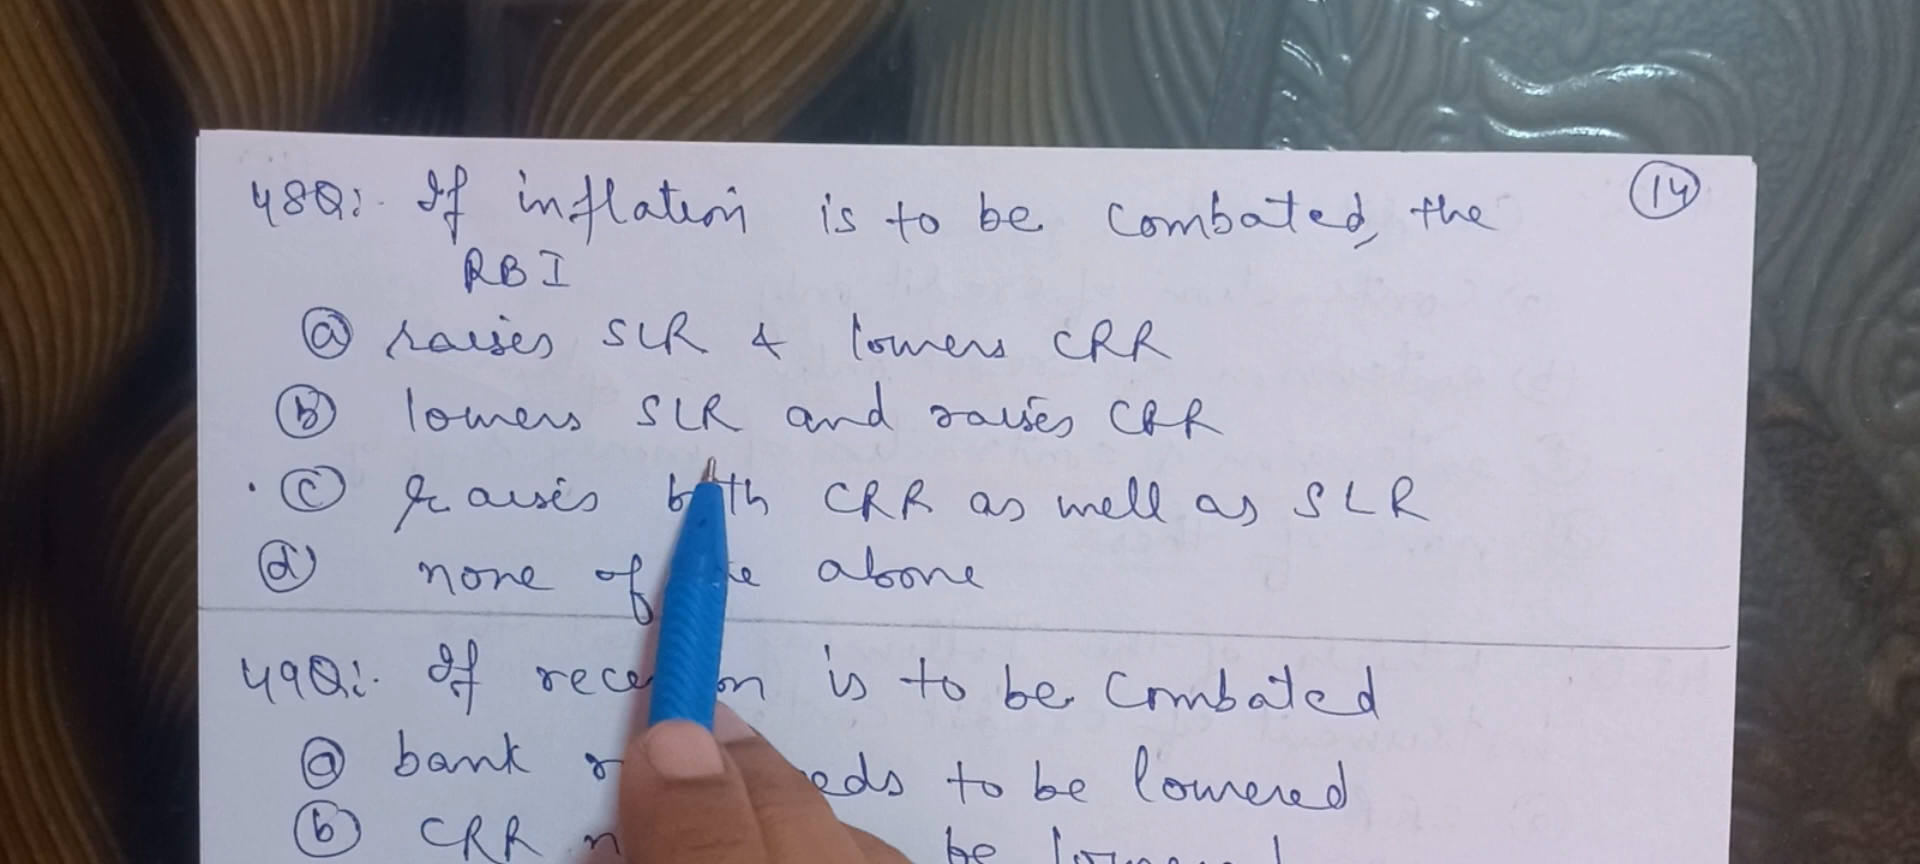 48Q:. If inflation is to be combated, the
14
RBI
(a) raises SLR & lowers CRR
(b) lowers SLR and raises CRR
(c) Raises both CRR as well as SLR
(d) none of above
49Q:. If is to be Combated
(a) bank to be lowered
(b) CRR be